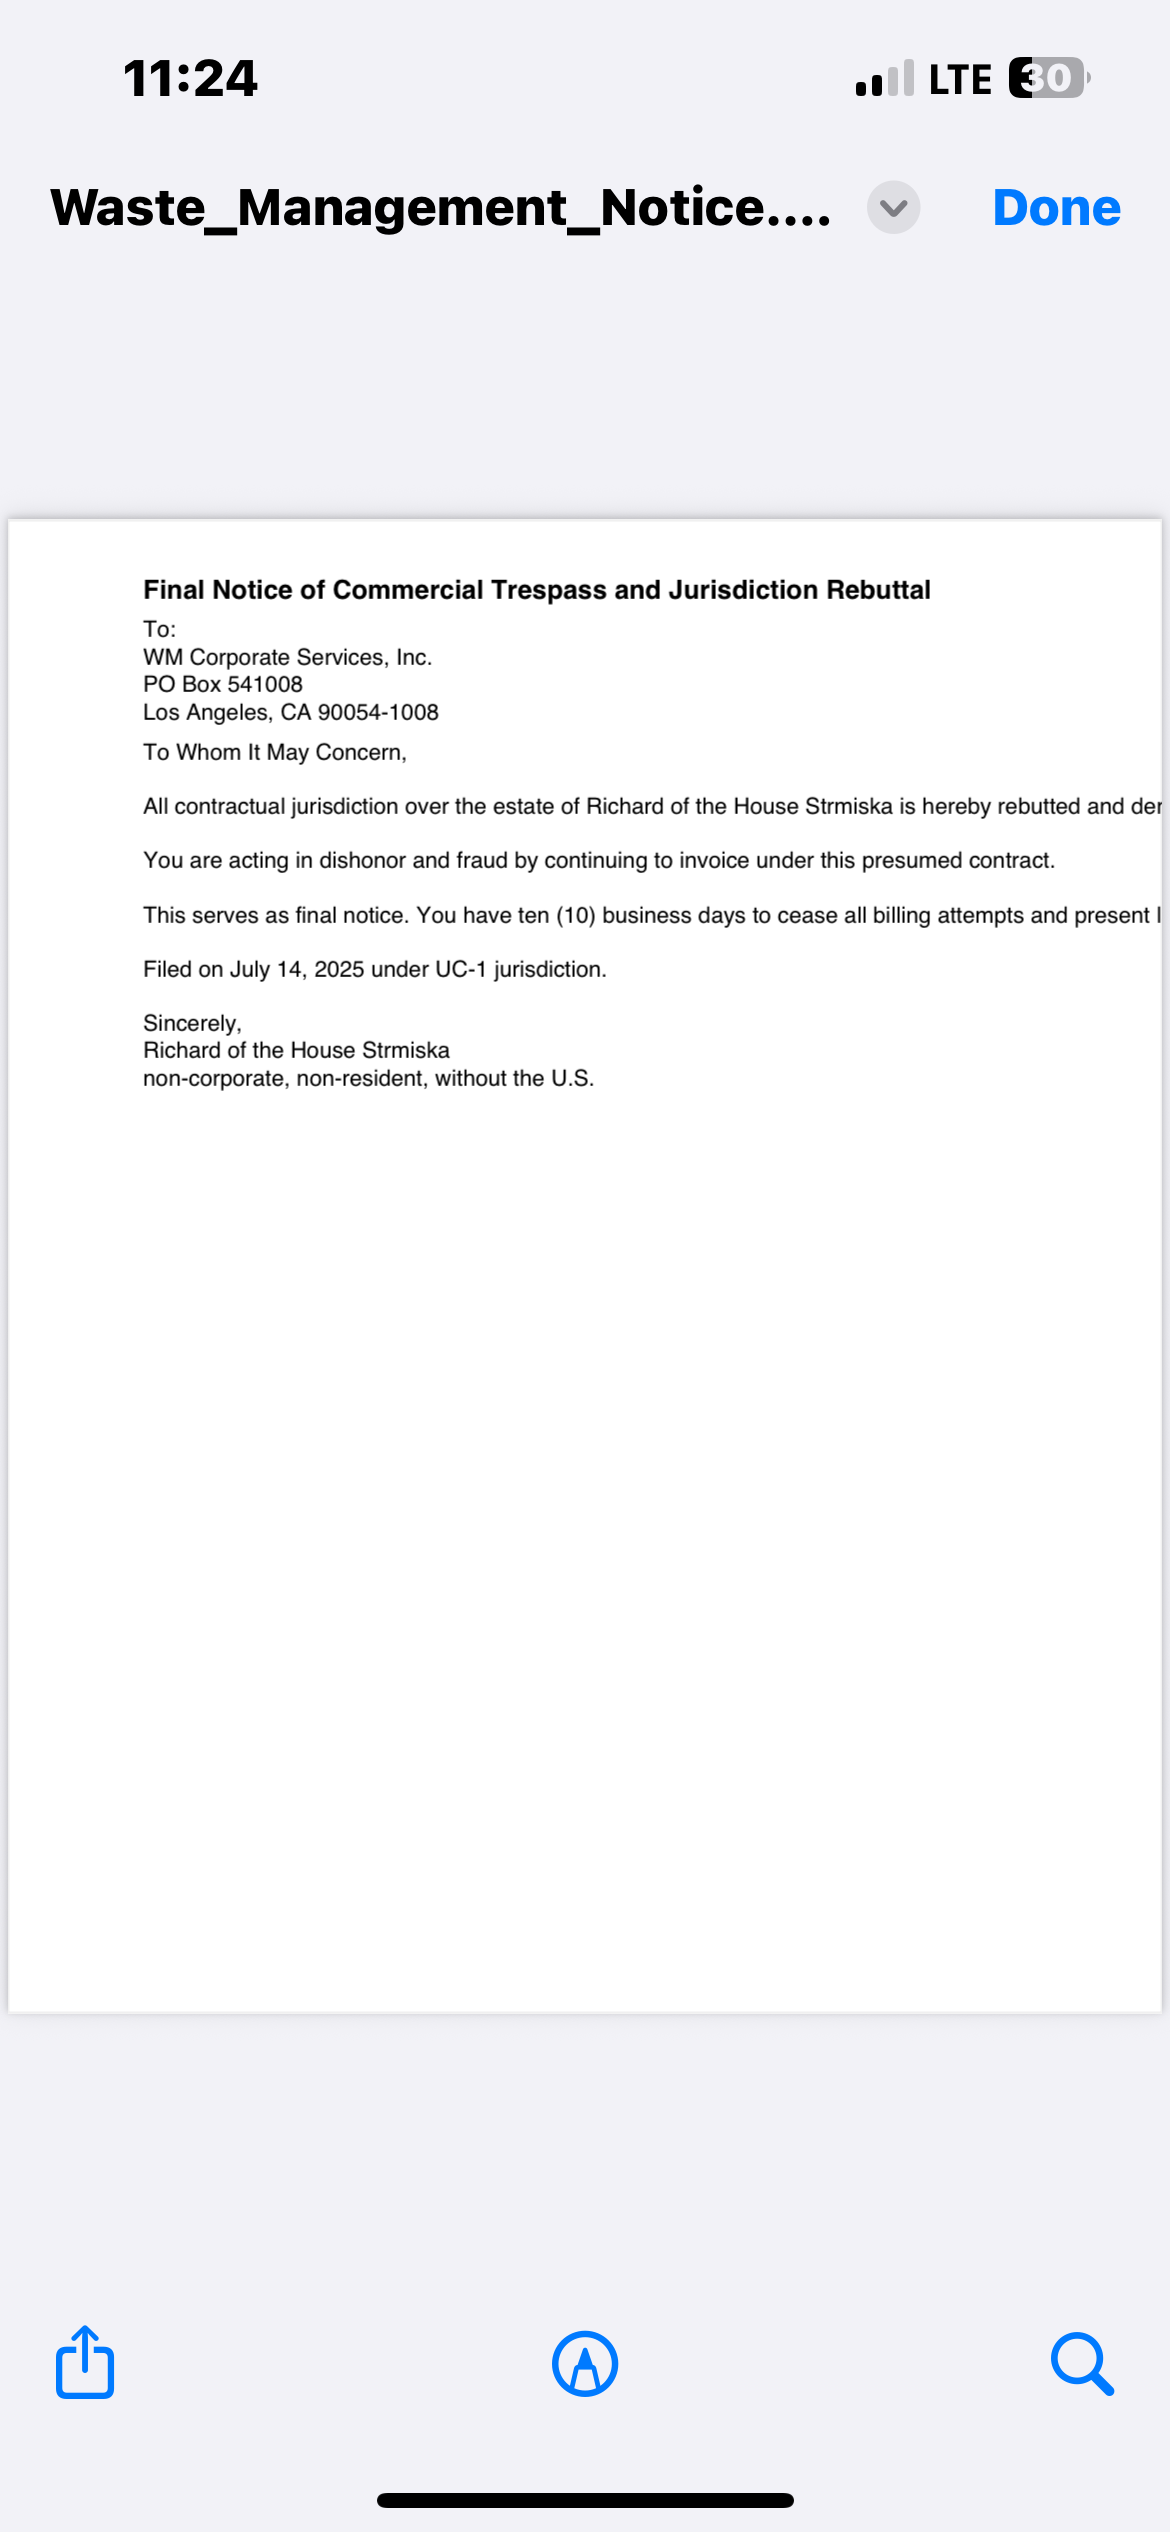 11:24
LTE 30
Waste_Management_Notice....
Done
Final Notice of Commercial Trespass and Jurisdiction Rebuttal
To:
WM Corporate Services, Inc.
PO Box 541008
Los Angeles, CA 90054-1008
To Whom It May Concern,
All contractual jurisdiction over the estate of Richard of the House Strmiska is hereby rebutted and
You are acting in dishonor and fraud by continuing to invoice under this presumed contract.
This serves as final notice. You have ten (10) business days to cease all billing attempts and present
Filed on July 14, 2025 under UC-1 jurisdiction.
Sincerely,
Richard of the House Strmiska
non-corporate, non-resident, without the U.S.